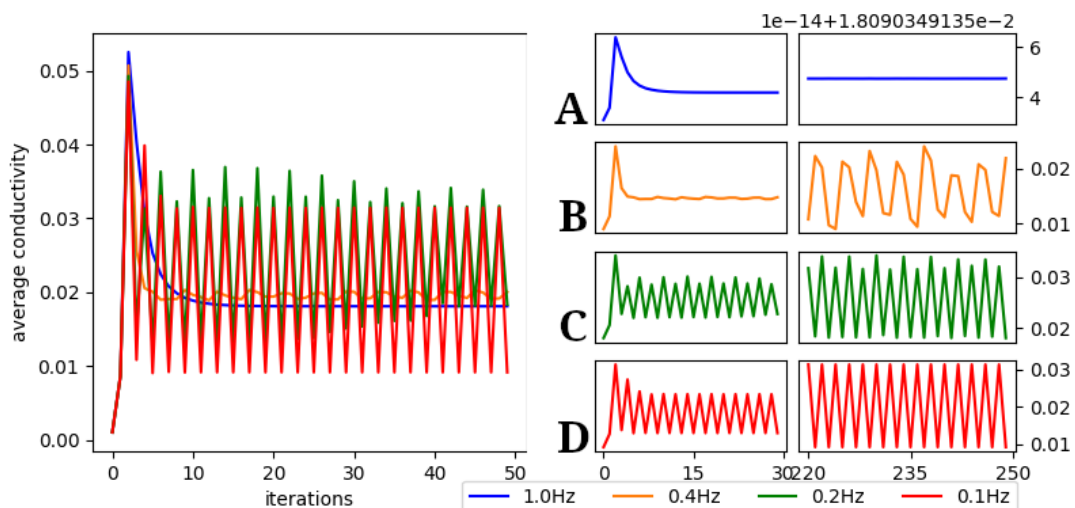 1e−14+1.8090349135e−2
0.05
0.04
0.03
0.02
0.01
0.00
average conductivity
0 10 20 30 40 50
iterations
A
6
4
B
0.02
0.01
C
0.03
0.02
D
0.03
0.02
0.01
0 15 30 220 235 250
1.0Hz 0.4Hz 0.2Hz 0.1Hz